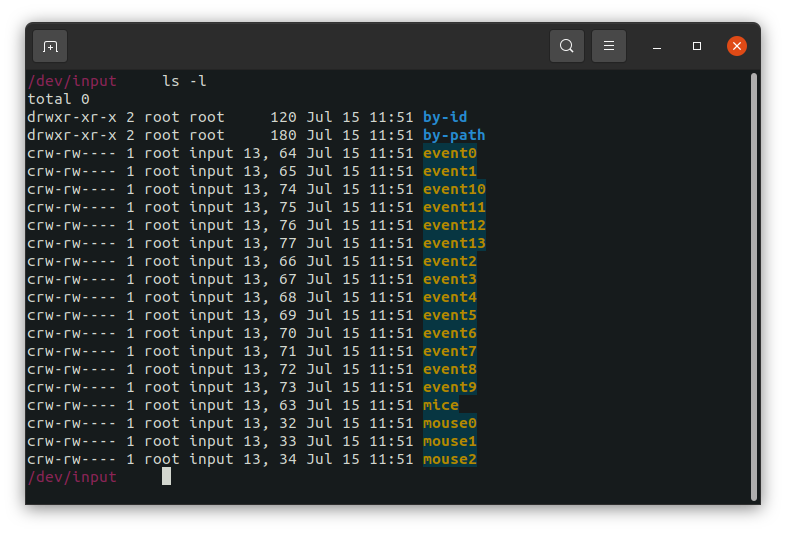 /dev/input     ls -l
total 0
drwxr-xr-x 2 root root     120 Jul 15 11:51 by-id
drwxr-xr-x 2 root root     180 Jul 15 11:51 by-path
crw-rw---- 1 root input 13, 64 Jul 15 11:51 event0
crw-rw---- 1 root input 13, 65 Jul 15 11:51 event1
crw-rw---- 1 root input 13, 74 Jul 15 11:51 event10
crw-rw---- 1 root input 13, 75 Jul 15 11:51 event11
crw-rw---- 1 root input 13, 76 Jul 15 11:51 event12
crw-rw---- 1 root input 13, 77 Jul 15 11:51 event13
crw-rw---- 1 root input 13, 66 Jul 15 11:51 event2
crw-rw---- 1 root input 13, 67 Jul 15 11:51 event3
crw-rw---- 1 root input 13, 68 Jul 15 11:51 event4
crw-rw---- 1 root input 13, 69 Jul 15 11:51 event5
crw-rw---- 1 root input 13, 70 Jul 15 11:51 event6
crw-rw---- 1 root input 13, 71 Jul 15 11:51 event7
crw-rw---- 1 root input 13, 72 Jul 15 11:51 event8
crw-rw---- 1 root input 13, 73 Jul 15 11:51 event9
crw-rw---- 1 root input 13, 63 Jul 15 11:51 mice
crw-rw---- 1 root input 13, 32 Jul 15 11:51 mouse0
crw-rw---- 1 root input 13, 33 Jul 15 11:51 mouse1
crw-rw---- 1 root input 13, 34 Jul 15 11:51 mouse2
/dev/input